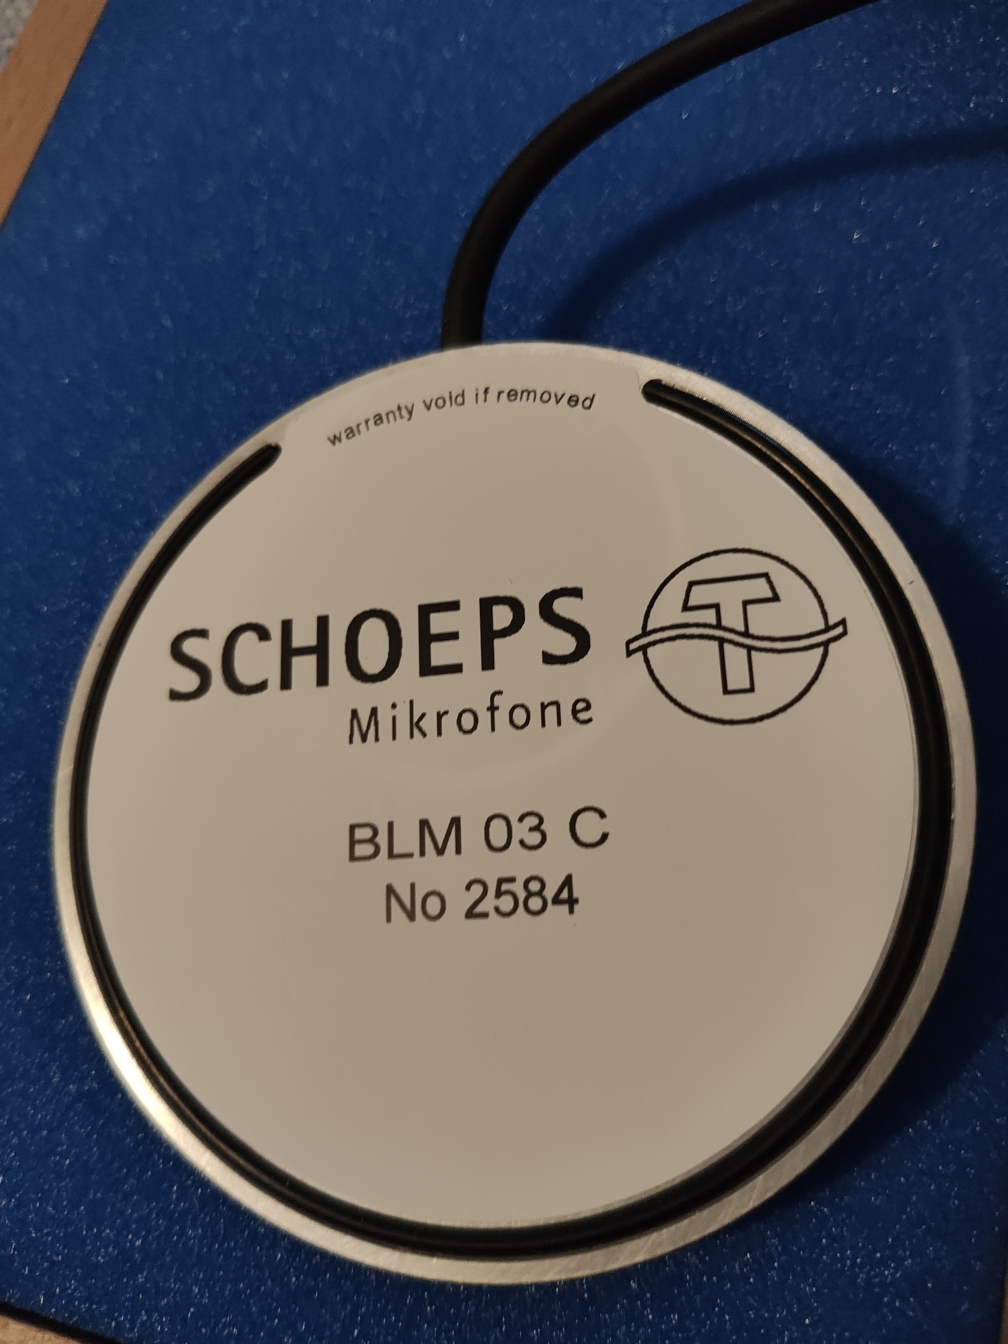 warranty void if removed
SCHOEPS
Mikrofone
BLM 03 C
No 2584